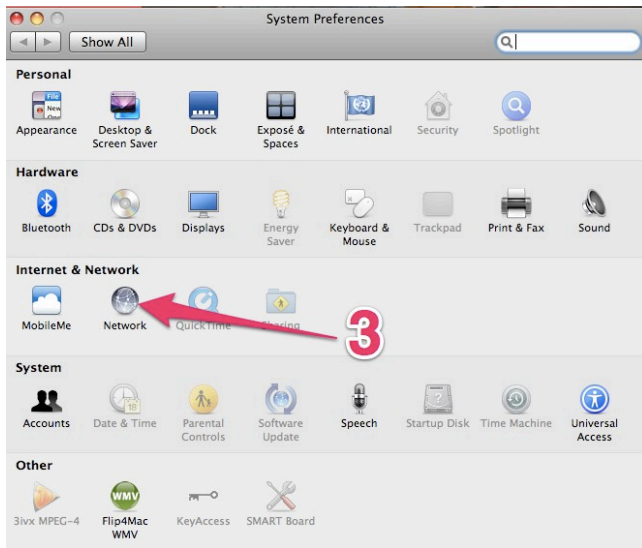 System Preferences
Show All
Personal
File
New
Appearance
Desktop &
Screen Saver
Dock
Exposé &
Spaces
International
Security
Spotlight
Hardware
Bluetooth
CDs & DVDs
Displays
Energy
Saver
Keyboard &
Mouse
Trackpad
Print & Fax
Sound
Internet & Network
MobileMe
Network
QuickTime
Sharing
3
System
18
Accounts
Date & Time
Parental
Controls
Software
Update
Speech
?
Startup Disk
Time Machine
Universal
Access
Other
WMV
3ivx MPEG-4
Flip4Mac
WMV
KeyAccess
SMART Board